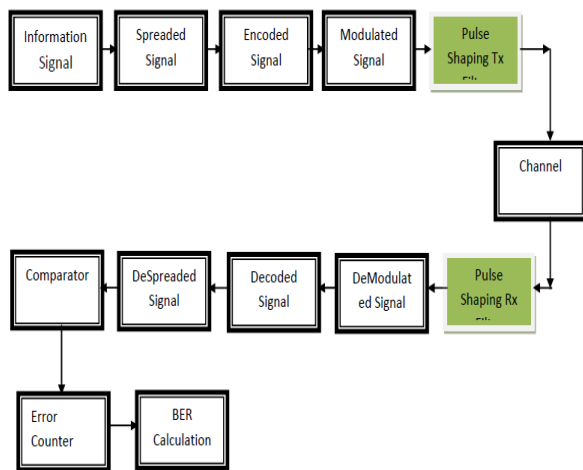 Information
Signal
Spreaded
Signal
Encoded
Signal
Modulated
Signal
Pulse
Shaping Tx
Channel
Comparator
DeSpreaded
Signal
Decoded
Signal
DeModulat
ed Signal
Pulse
Shaping Rx
Error
Counter
BER
Calculation